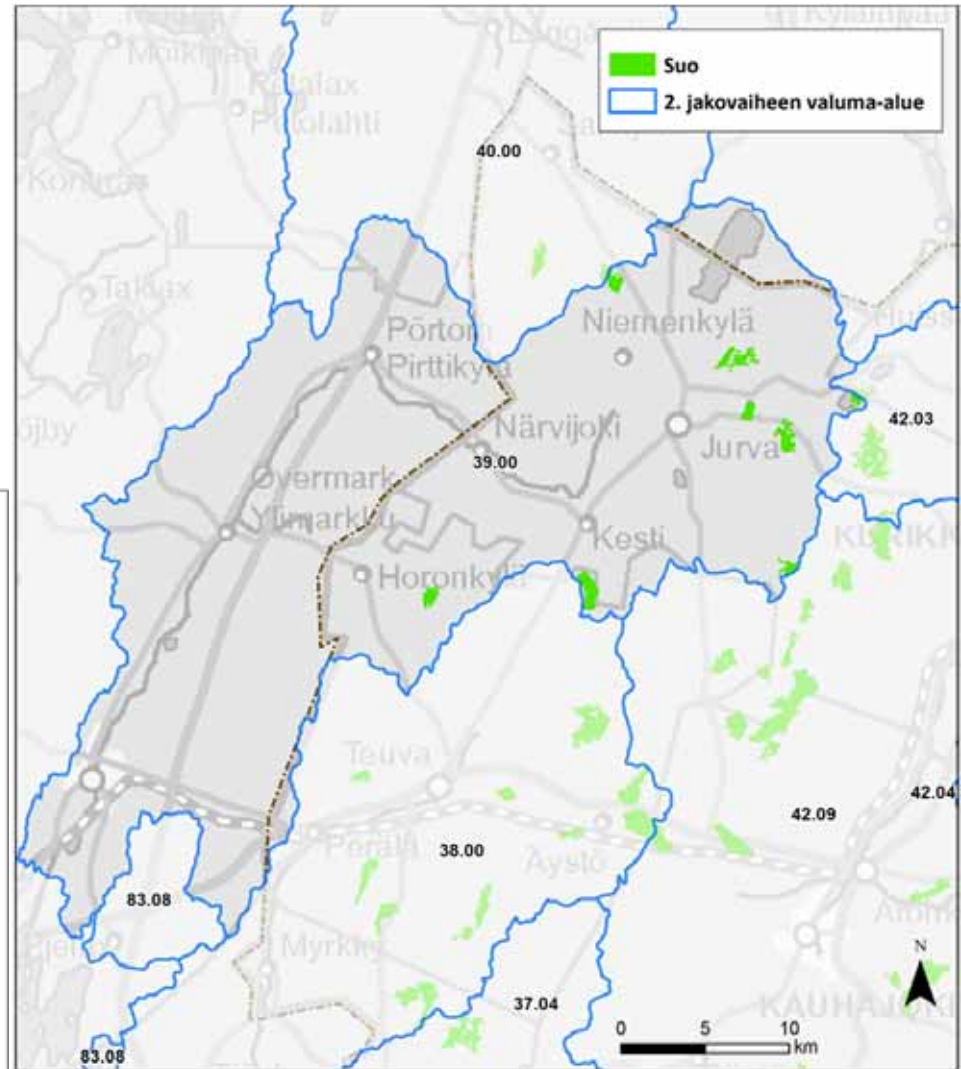 Moikipää
Petolahti
Suo
2. jakovaiheen valuma-alue
40.00
Niemenkylä
Pörtom
Pirttikylä
Närvijoki
39.00
Jurva
42.03
Övermark
Ylimarkku
Kesti
Horonkylä
Teuva
Perälä
38.00
Äystö
42.09
42.04
83.08
Myrkky
37.04
83.08
KAUHAJOKI
N
0 5 10
km